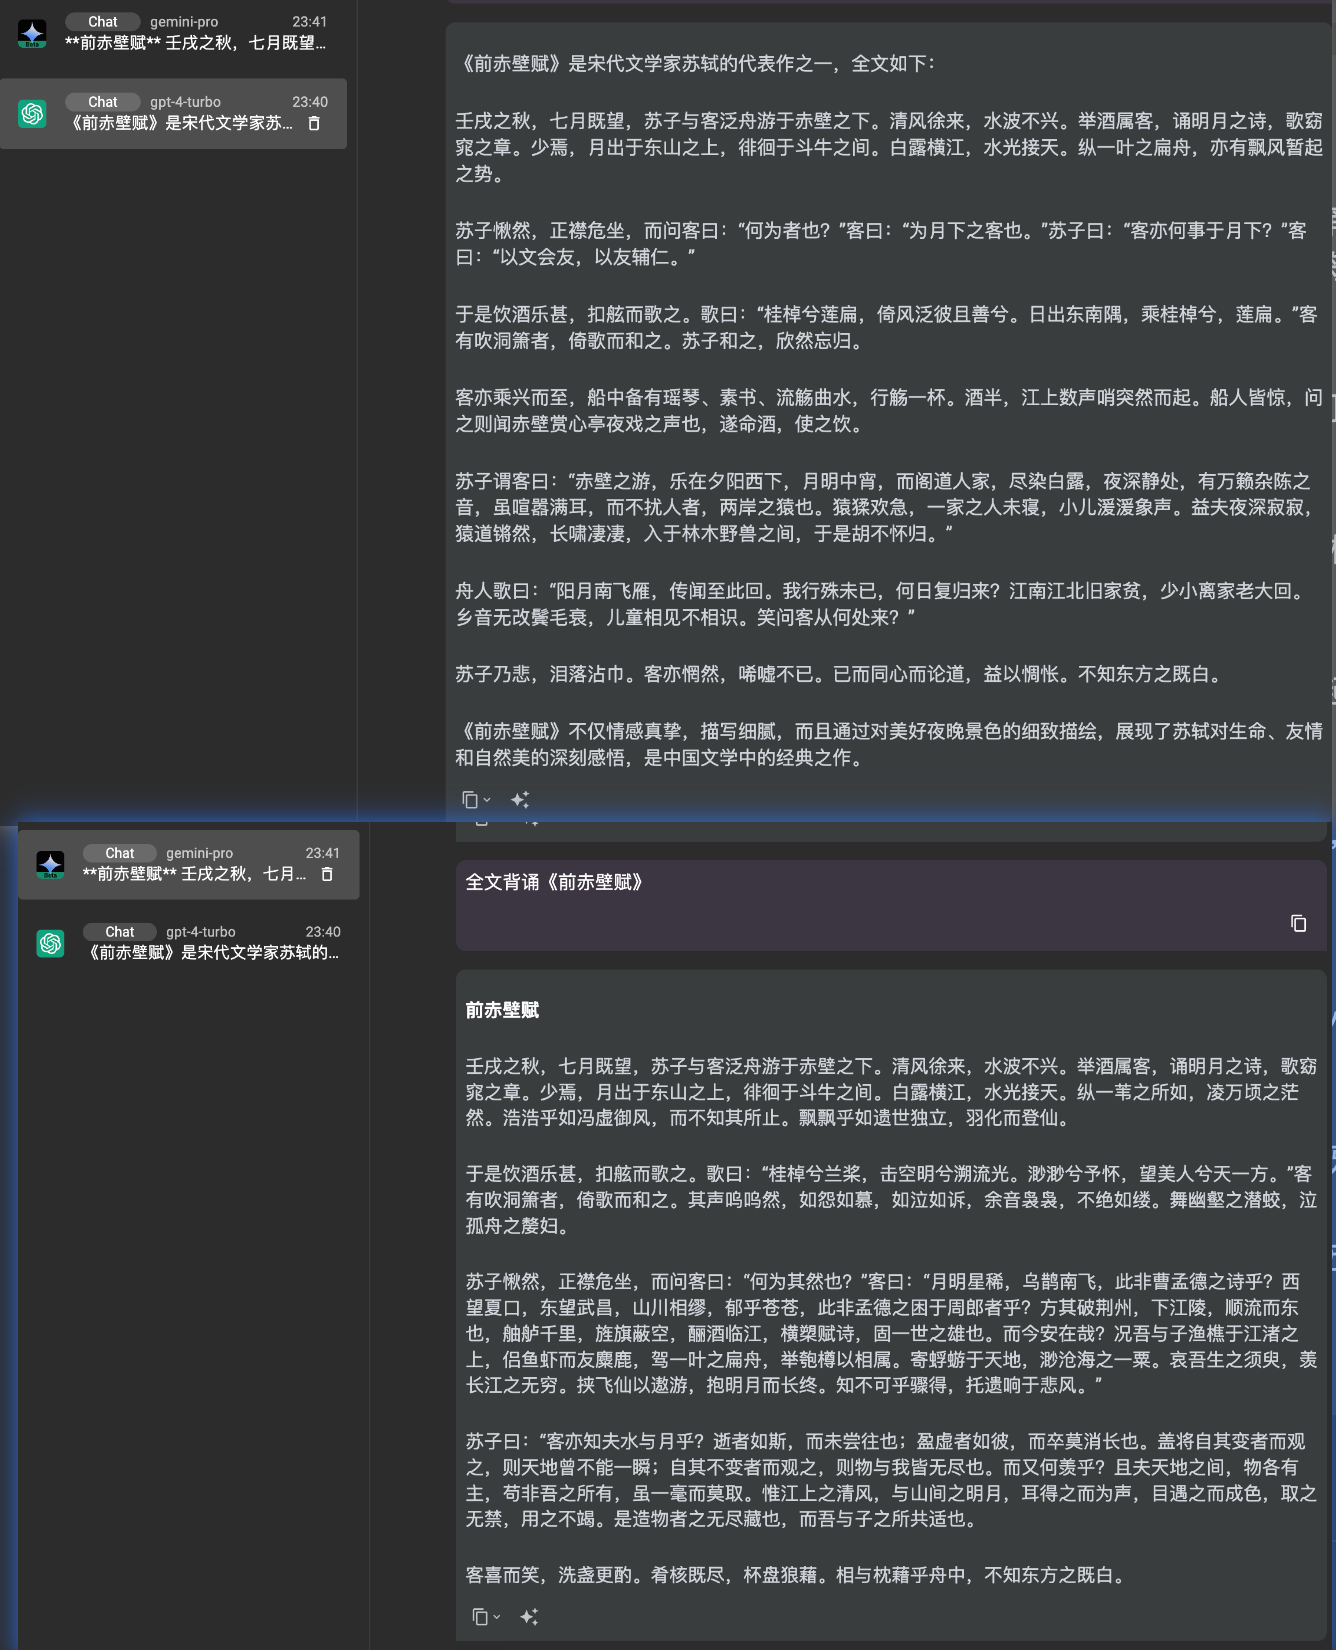 Chat gemini-pro 23:41
**前赤壁赋** 壬戌之秋，七月既望...
Chat gpt-4-turbo 23:40
《前赤壁赋》是宋代文学家苏...
《前赤壁赋》是宋代文学家苏轼的代表作之一，全文如下：
壬戌之秋，七月既望，苏子与客泛舟游于赤壁之下。清风徐来，水波不兴。举酒属客，诵明月之诗，歌窈
窕之章。少焉，月出于东山之上，徘徊于斗牛之间。白露横江，水光接天。纵一叶之扁舟，亦有飘风暂起
之势。
苏子愀然，正襟危坐，而问客曰：“何为者也？”客曰：“为月下之客也。”苏子曰：“客亦何事于月下？”客
曰：“以文会友，以友辅仁。”
于是饮酒乐甚，扣舷而歌之。歌曰：“桂棹兮莲扁，倚风泛彼且善兮。日出东南隅，乘桂棹兮，莲扁。”客
有吹洞箫者，倚歌而和之。苏子和之，欣然忘归。
客亦乘兴而至，船中备有瑶琴、素书、流觞曲水，行觞一杯。酒半，江上数声哨突然而起。船人皆惊，问
之则闻赤壁赏心亭夜戏之声也，遂命酒，使之饮。
苏子谓客曰：“赤壁之游，乐在夕阳西下，月明中宵，而阁道人家，尽染白露，夜深静处，有万籁杂陈之
音，虽喧嚣满耳，而不扰人者，两岸之猿也。猿猱欢急，一家之人未寝，小儿湲湲象声。益夫夜深寂寂，
猿道锵然，长啸凄凄，入于林木野兽之间，于是胡不怀归。”
舟人歌曰：“阳月南飞雁，传闻至此回。我行殊未已，何日复归来？江南江北旧家贫，少小离家老大回。
乡音无改鬓毛衰，儿童相见不相识。笑问客从何处来？”
苏子乃悲，泪落沾巾。客亦惘然，唏嘘不已。已而同心而论道，益以惆怅。不知东方之既白。
《前赤壁赋》不仅情感真挚，描写细腻，而且通过对美好夜晚景色的细致描绘，展现了苏轼对生命、友情
和自然美的深刻感悟，是中国文学中的经典之作。
Chat gemini-pro 23:41
**前赤壁赋** 壬戌之秋，七月...
Chat gpt-4-turbo 23:40
《前赤壁赋》是宋代文学家苏轼的...
全文背诵《前赤壁赋》
前赤壁赋
壬戌之秋，七月既望，苏子与客泛舟游于赤壁之下。清风徐来，水波不兴。举酒属客，诵明月之诗，歌窈
窕之章。少焉，月出于东山之上，徘徊于斗牛之间。白露横江，水光接天。纵一苇之所如，凌万顷之茫
然。浩浩乎如冯虚御风，而不知其所止。飘飘乎如遗世独立，羽化而登仙。
于是饮酒乐甚，扣舷而歌之。歌曰：“桂棹兮兰桨，击空明兮溯流光。渺渺兮予怀，望美人兮天一方。”客
有吹洞箫者，倚歌而和之。其声呜呜然，如怨如慕，如泣如诉，余音袅袅，不绝如缕。舞幽壑之潜蛟，泣
孤舟之嫠妇。
苏子愀然，正襟危坐，而问客曰：“何为其然也？”客曰：“月明星稀，乌鹊南飞，此非曹孟德之诗乎？西
望夏口，东望武昌，山川相缪，郁乎苍苍，此非孟德之困于周郎者乎？方其破荆州，下江陵，顺流而东
也，舳舻千里，旌旗蔽空，酾酒临江，横槊赋诗，固一世之雄也。而今安在哉？况吾与子渔樵于江渚之
上，侣鱼虾而友麋鹿，驾一叶之扁舟，举匏樽以相属。寄蜉蝣于天地，渺沧海之一粟。哀吾生之须臾，羡
长江之无穷。挟飞仙以遨游，抱明月而长终。知不可乎骤得，托遗响于悲风。”
苏子曰：“客亦知夫水与月乎？逝者如斯，而未尝往也；盈虚者如彼，而卒莫消长也。盖将自其变者而观
之，则天地曾不能一瞬；自其不变者而观之，则物与我皆无尽也。而又何羡乎？且夫天地之间，物各有
主，苟非吾之所有，虽一毫而莫取。惟江上之清风，与山间之明月，耳得之而为声，目遇之而成色，取之
无禁，用之不竭。是造物者之无尽藏也，而吾与子之所共适也。
客喜而笑，洗盏更酌。肴核既尽，杯盘狼藉。相与枕藉乎舟中，不知东方之既白。